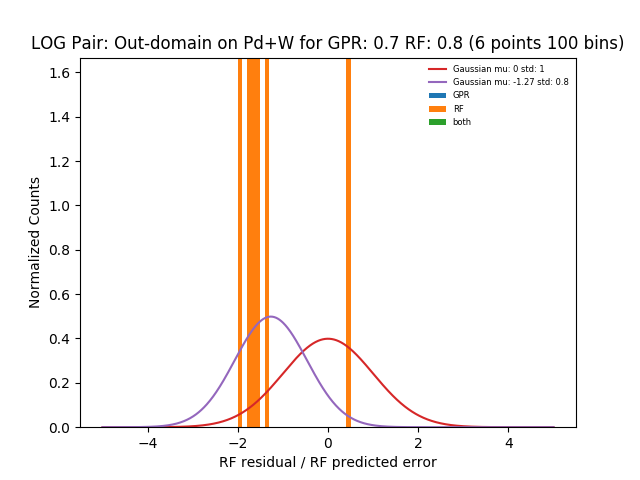 LOG Pair: Out-domain on Pd+W for GPR: 0.7 RF: 0.8 (6 points 100 bins)
Gaussian mu: 0 std: 1
Gaussian mu: -1.27 std: 0.8
GPR
RF
both
Normalized Counts
1.6
1.4
1.2
1.0
0.8
0.6
0.4
0.2
0.0
−4 −2 0 2 4
RF residual / RF predicted error